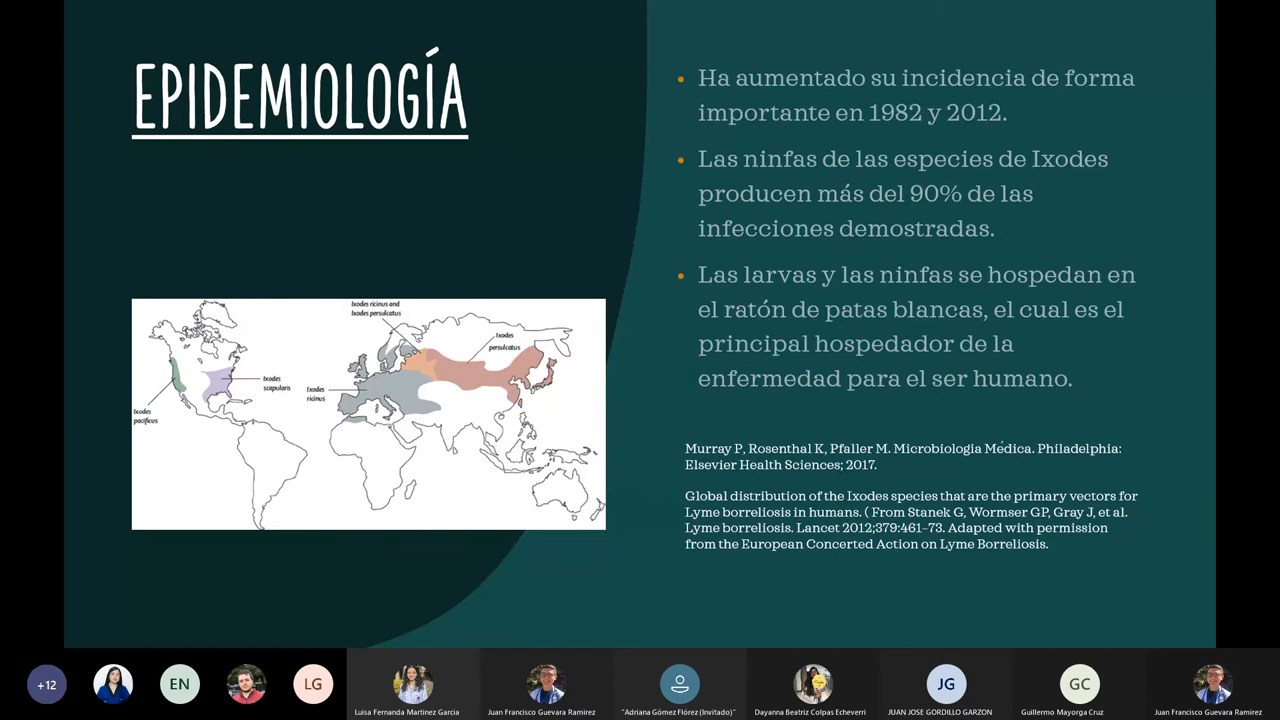 EPIDEMIOLOGÍA
• Ha aumentado su incidencia de forma
importante en 1982 y 2012.
• Las ninfas de las especies de Ixodes
producen más del 90% de las
infecciones demostradas.
• Las larvas y las ninfas se hospedan en
el ratón de patas blancas, el cual es el
principal hospedador de la
enfermedad para el ser humano.
Ixodes ricinus and
Ixodes persulcatus
Ixodes
persulcatus
Ixodes
scapularis
Ixodes
ricinus
Ixodes
pacificus
Murray P, Rosenthal K, Pfaller M. Microbiologia Médica. Philadelphia:
Elsevier Health Sciences; 2017.
Global distribution of the Ixodes species that are the primary vectors for
Lyme borreliosis in humans. ( From Stanek G, Wormser GP, Gray J, et al.
Lyme borreliosis. Lancet 2012;379:461–73. Adapted with permission
from the European Concerted Action on Lyme Borreliosis.
+12
EN
LG
Luisa Fernanda Martinez Garcia
Juan Francisco Guevara Ramirez
"Adriana Gómez Flórez (Invitado)"
Dayanna Beatriz Colpas Echeverri
JG
JUAN JOSE GORDILLO GARZON
GC
Guillermo Mayorga Cruz
Juan Francisco Guevara Ramirez